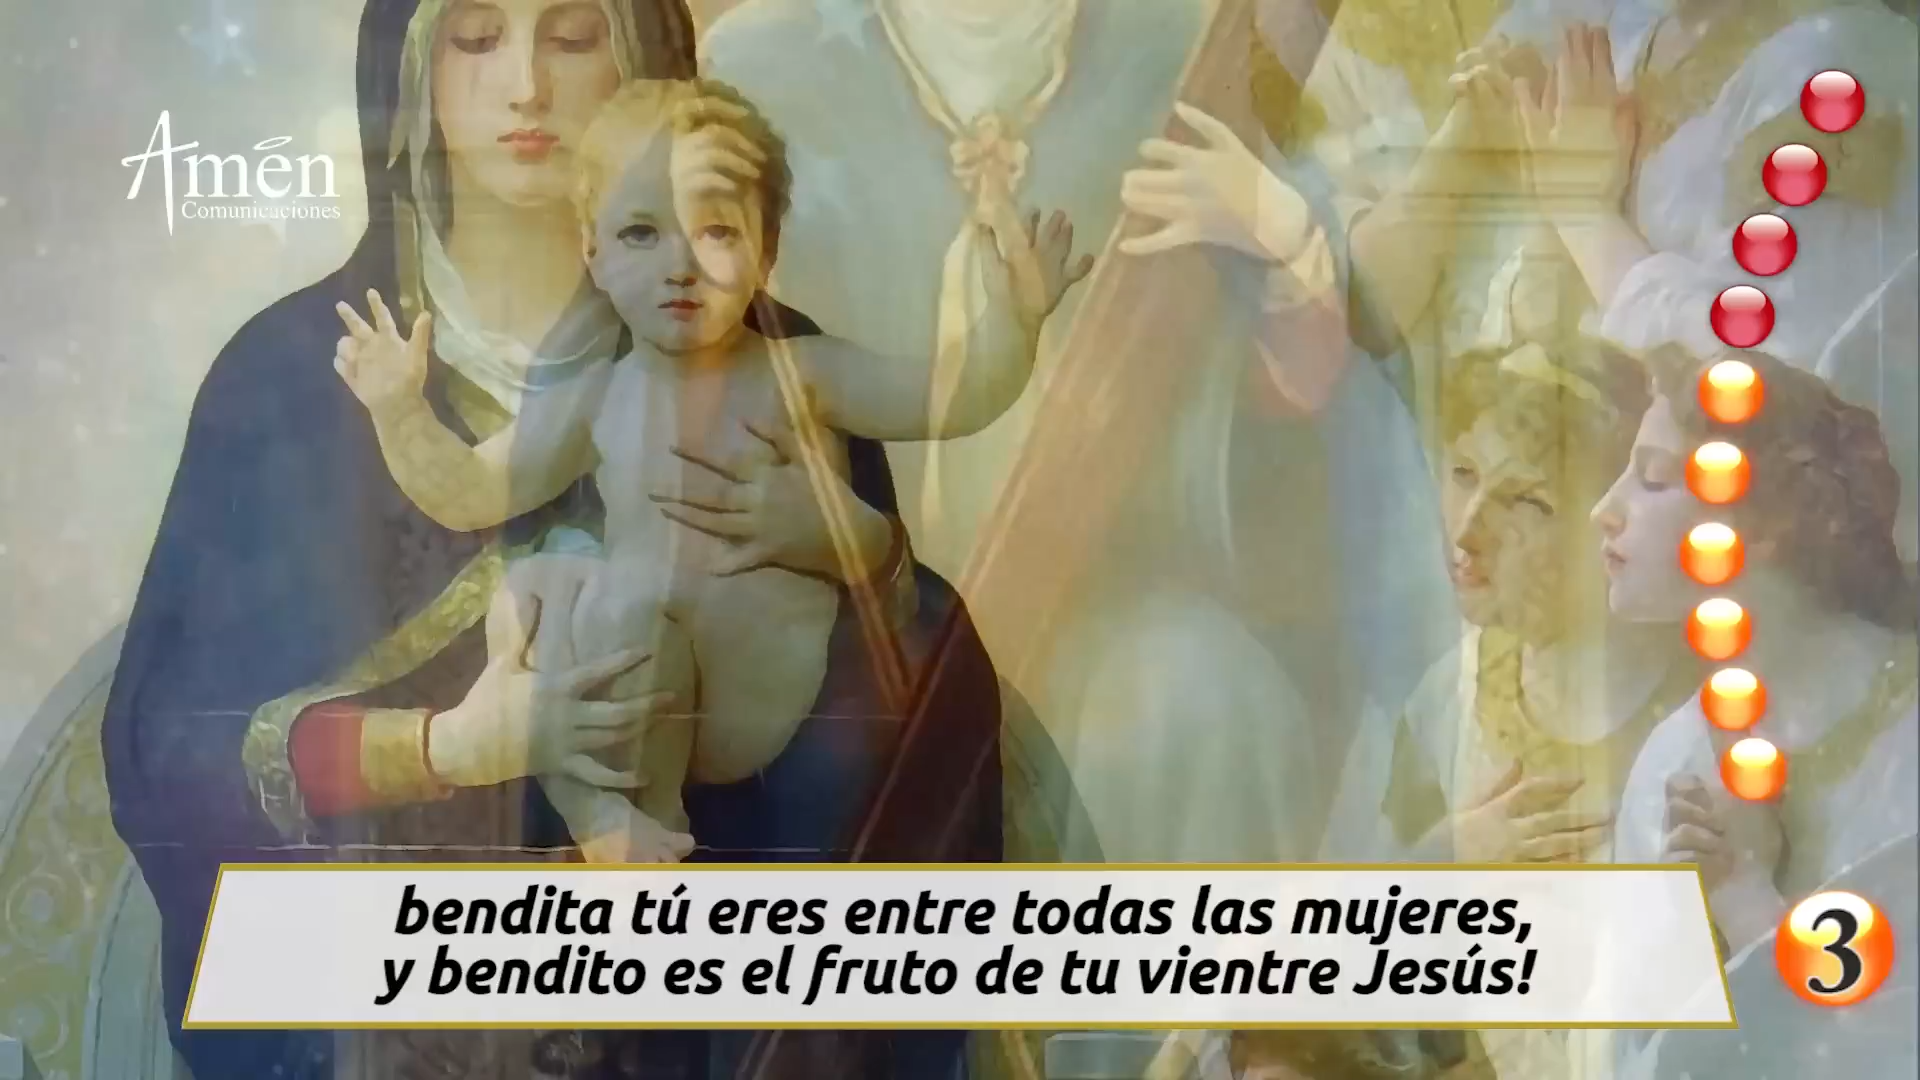 Amén
Comunicaciones
bendita tú eres entre todas las mujeres,
y bendito es el fruto de tu vientre Jesús!
3